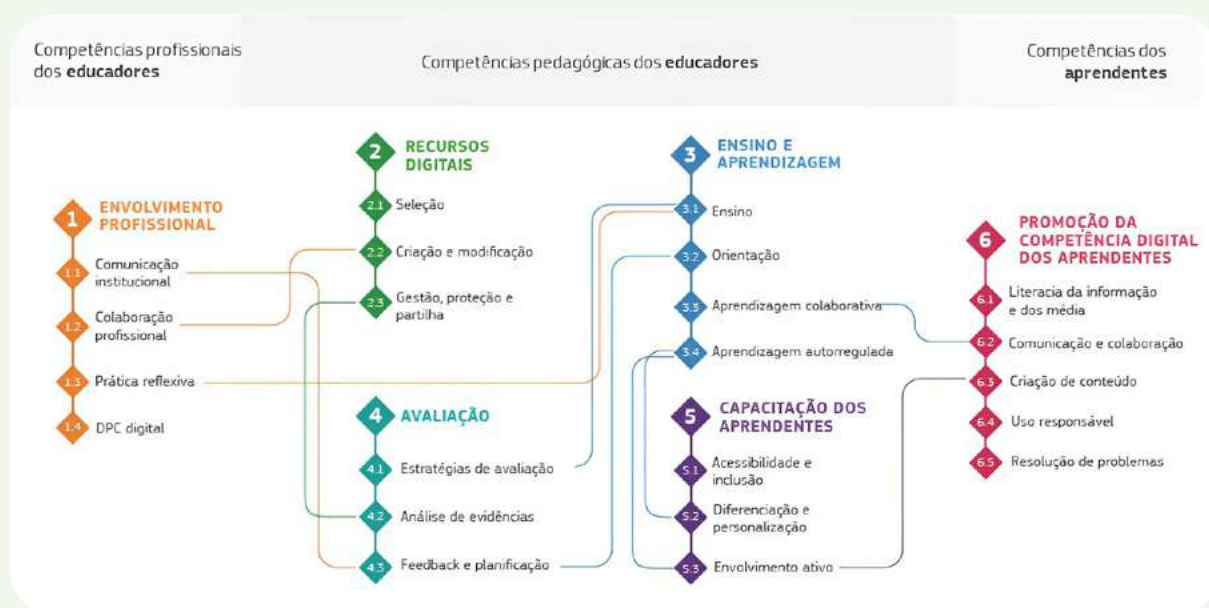 Competências profissionais
dos educadores
Competências pedagógicas dos educadores
Competências dos
aprendentes
1
ENVOLVIMENTO
PROFISSIONAL
1.1
Comunicação
institucional
1.2
Colaboração
profissional
1.3
Prática reflexiva
1.4
DPC digital
2
RECURSOS
DIGITAIS
2.1
Seleção
2.2
Criação e modificação
2.3
Gestão, proteção e
partilha
3
ENSINO E
APRENDIZAGEM
3.1
Ensino
3.2
Orientação
3.3
Aprendizagem colaborativa
3.4
Aprendizagem autorregulada
4
AVALIAÇÃO
4.1
Estratégias de avaliação
4.2
Análise de evidências
4.3
Feedback e planificação
5
CAPACITAÇÃO DOS
APRENDENTES
5.1
Acessibilidade e
inclusão
5.2
Diferenciação e
personalização
5.3
Envolvimento ativo
6
PROMOÇÃO DA
COMPETÊNCIA DIGITAL
DOS APRENDENTES
6.1
Literacia da informação
e dos média
6.2
Comunicação e colaboração
6.3
Criação de conteúdo
6.4
Uso responsável
6.5
Resolução de problemas